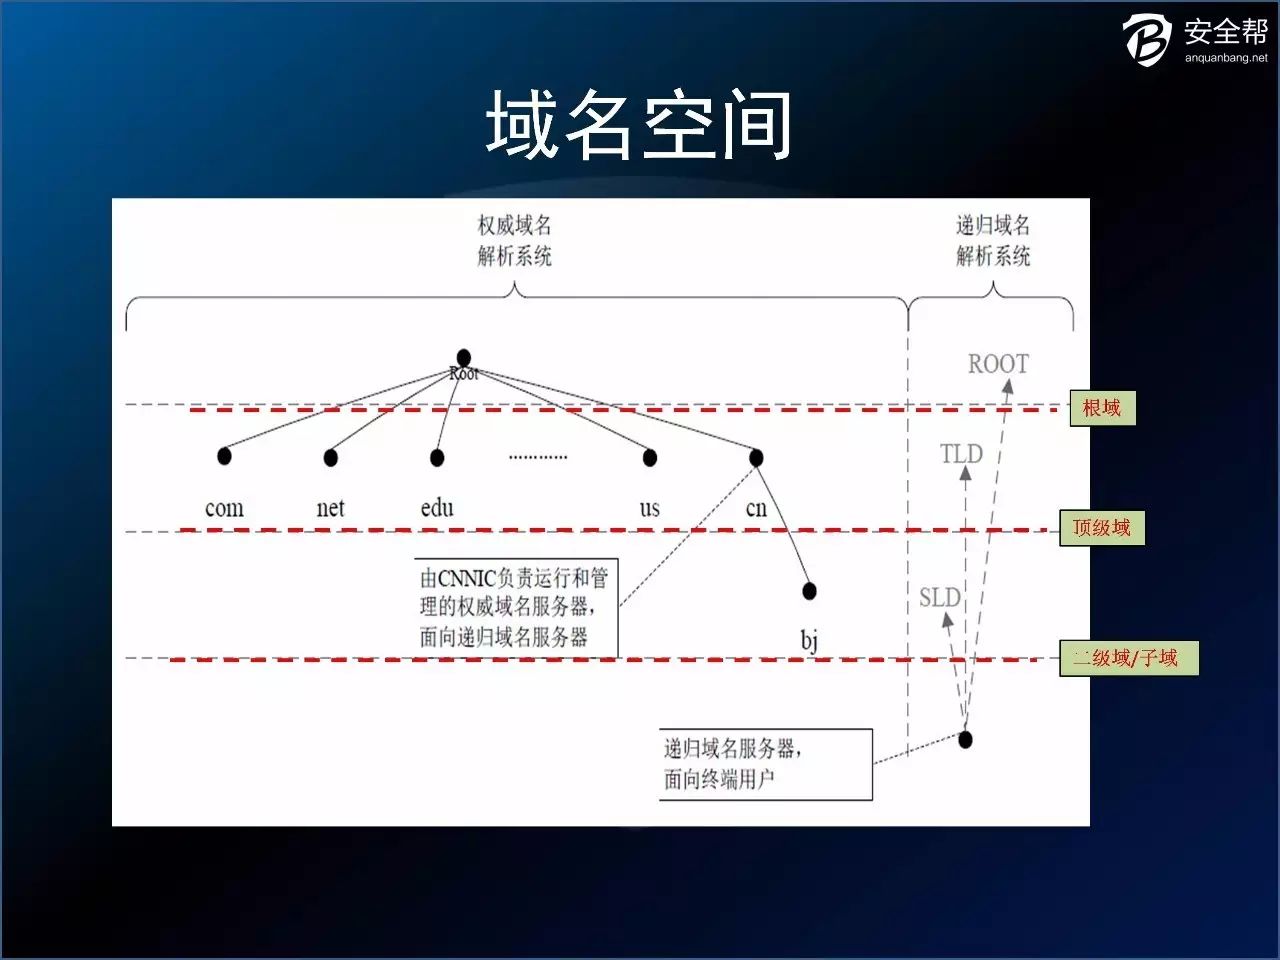 安全帮
anquanbang.net
域名空间
权威域名
解析系统
递归域名
解析系统
Root
ROOT
根域
TLD
…………
com
net
edu
us
cn
顶级域
由CNNIC负责运行和管
理的权威域名服务器，
面向递归域名服务器
SLD
bj
二级域/子域
递归域名服务器，
面向终端用户